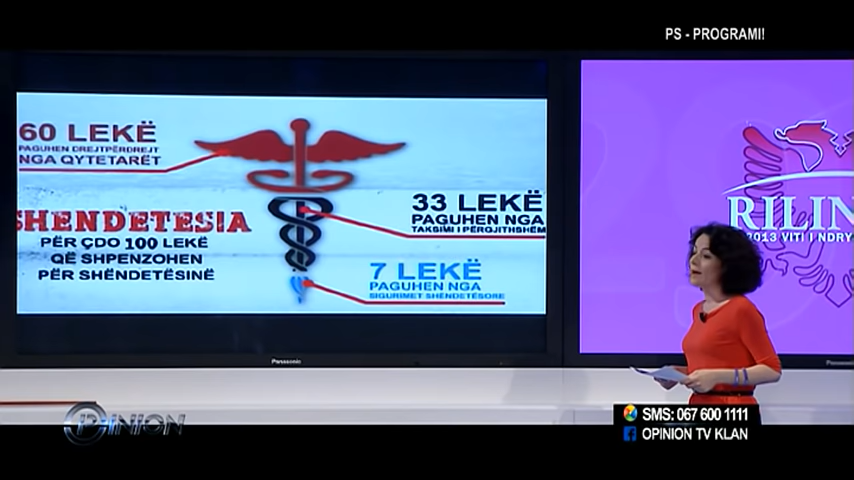 PS - PROGRAMI!
60 LEKË
PAGUHEN DREJTPËRDREJT
NGA QYTETARËT
SHENDETESIA
PËR ÇDO 100 LEKË
QË SHPENZOHEN
PËR SHËNDETËSINË
33 LEKË
PAGUHEN NGA
TAKSIMI I PËRGJITHSHËM
7 LEKË
PAGUHEN NGA
SIGURIMET SHËNDETËSORE
RILIN
2013 VITI I NDRY
Panasonic
Panasonic
OPINION
SMS: 067 600 1111
OPINION TV KLAN